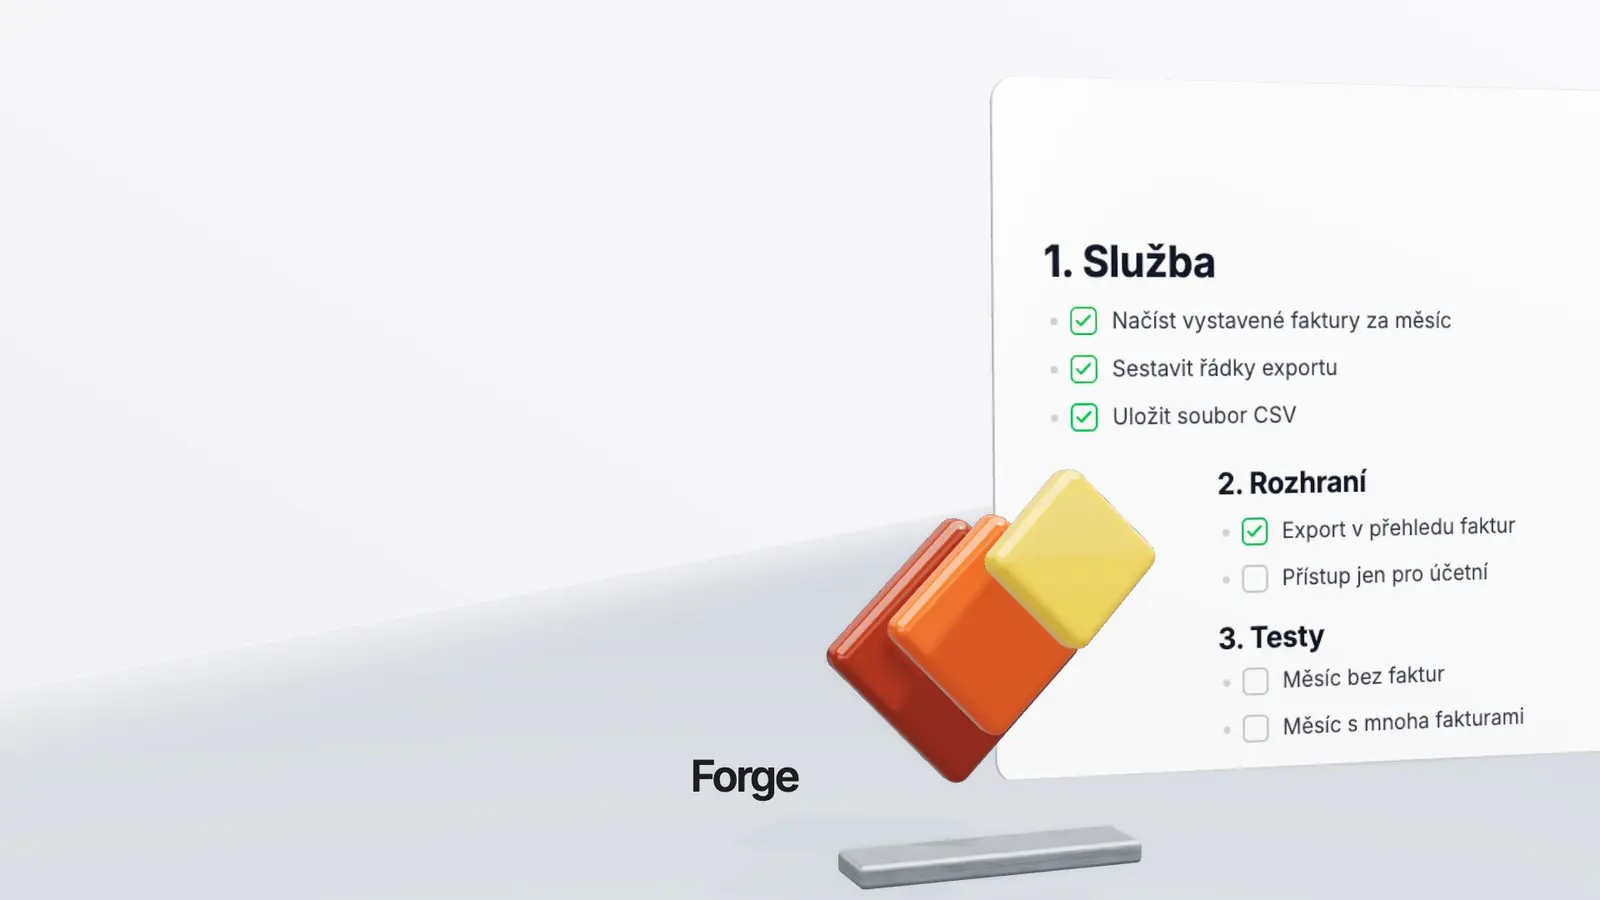 1. Služba
Načíst vystavené faktury za měsíc
Sestavit řádky exportu
Uložit soubor CSV
2. Rozhraní
Export v přehledu faktur
Přístup jen pro účetní
3. Testy
Měsíc bez faktur
Měsíc s mnoha fakturami
Forge